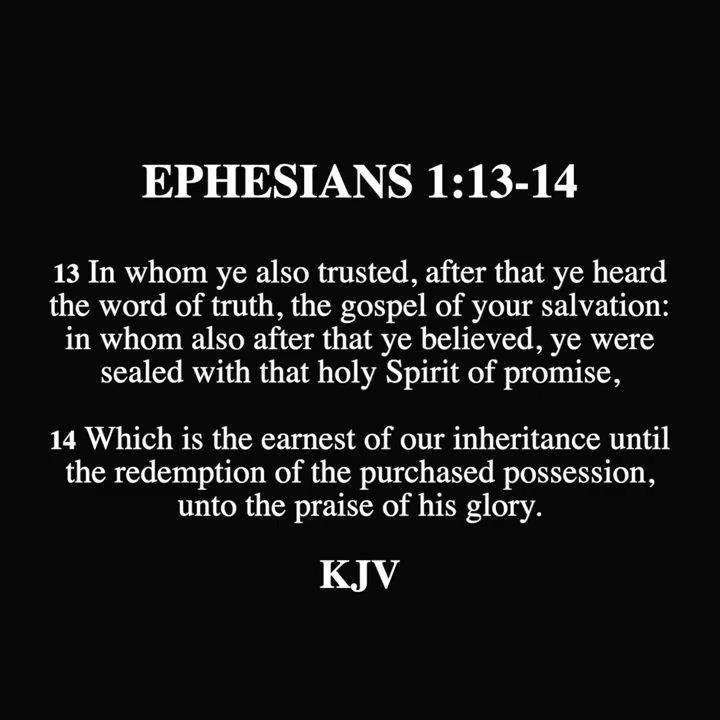 EPHESIANS 1:13-14
13 In whom ye also trusted, after that ye heard
the word of truth, the gospel of your salvation:
in whom also after that ye believed, ye were
sealed with that holy Spirit of promise,
14 Which is the earnest of our inheritance until
the redemption of the purchased possession,
unto the praise of his glory.
KJV